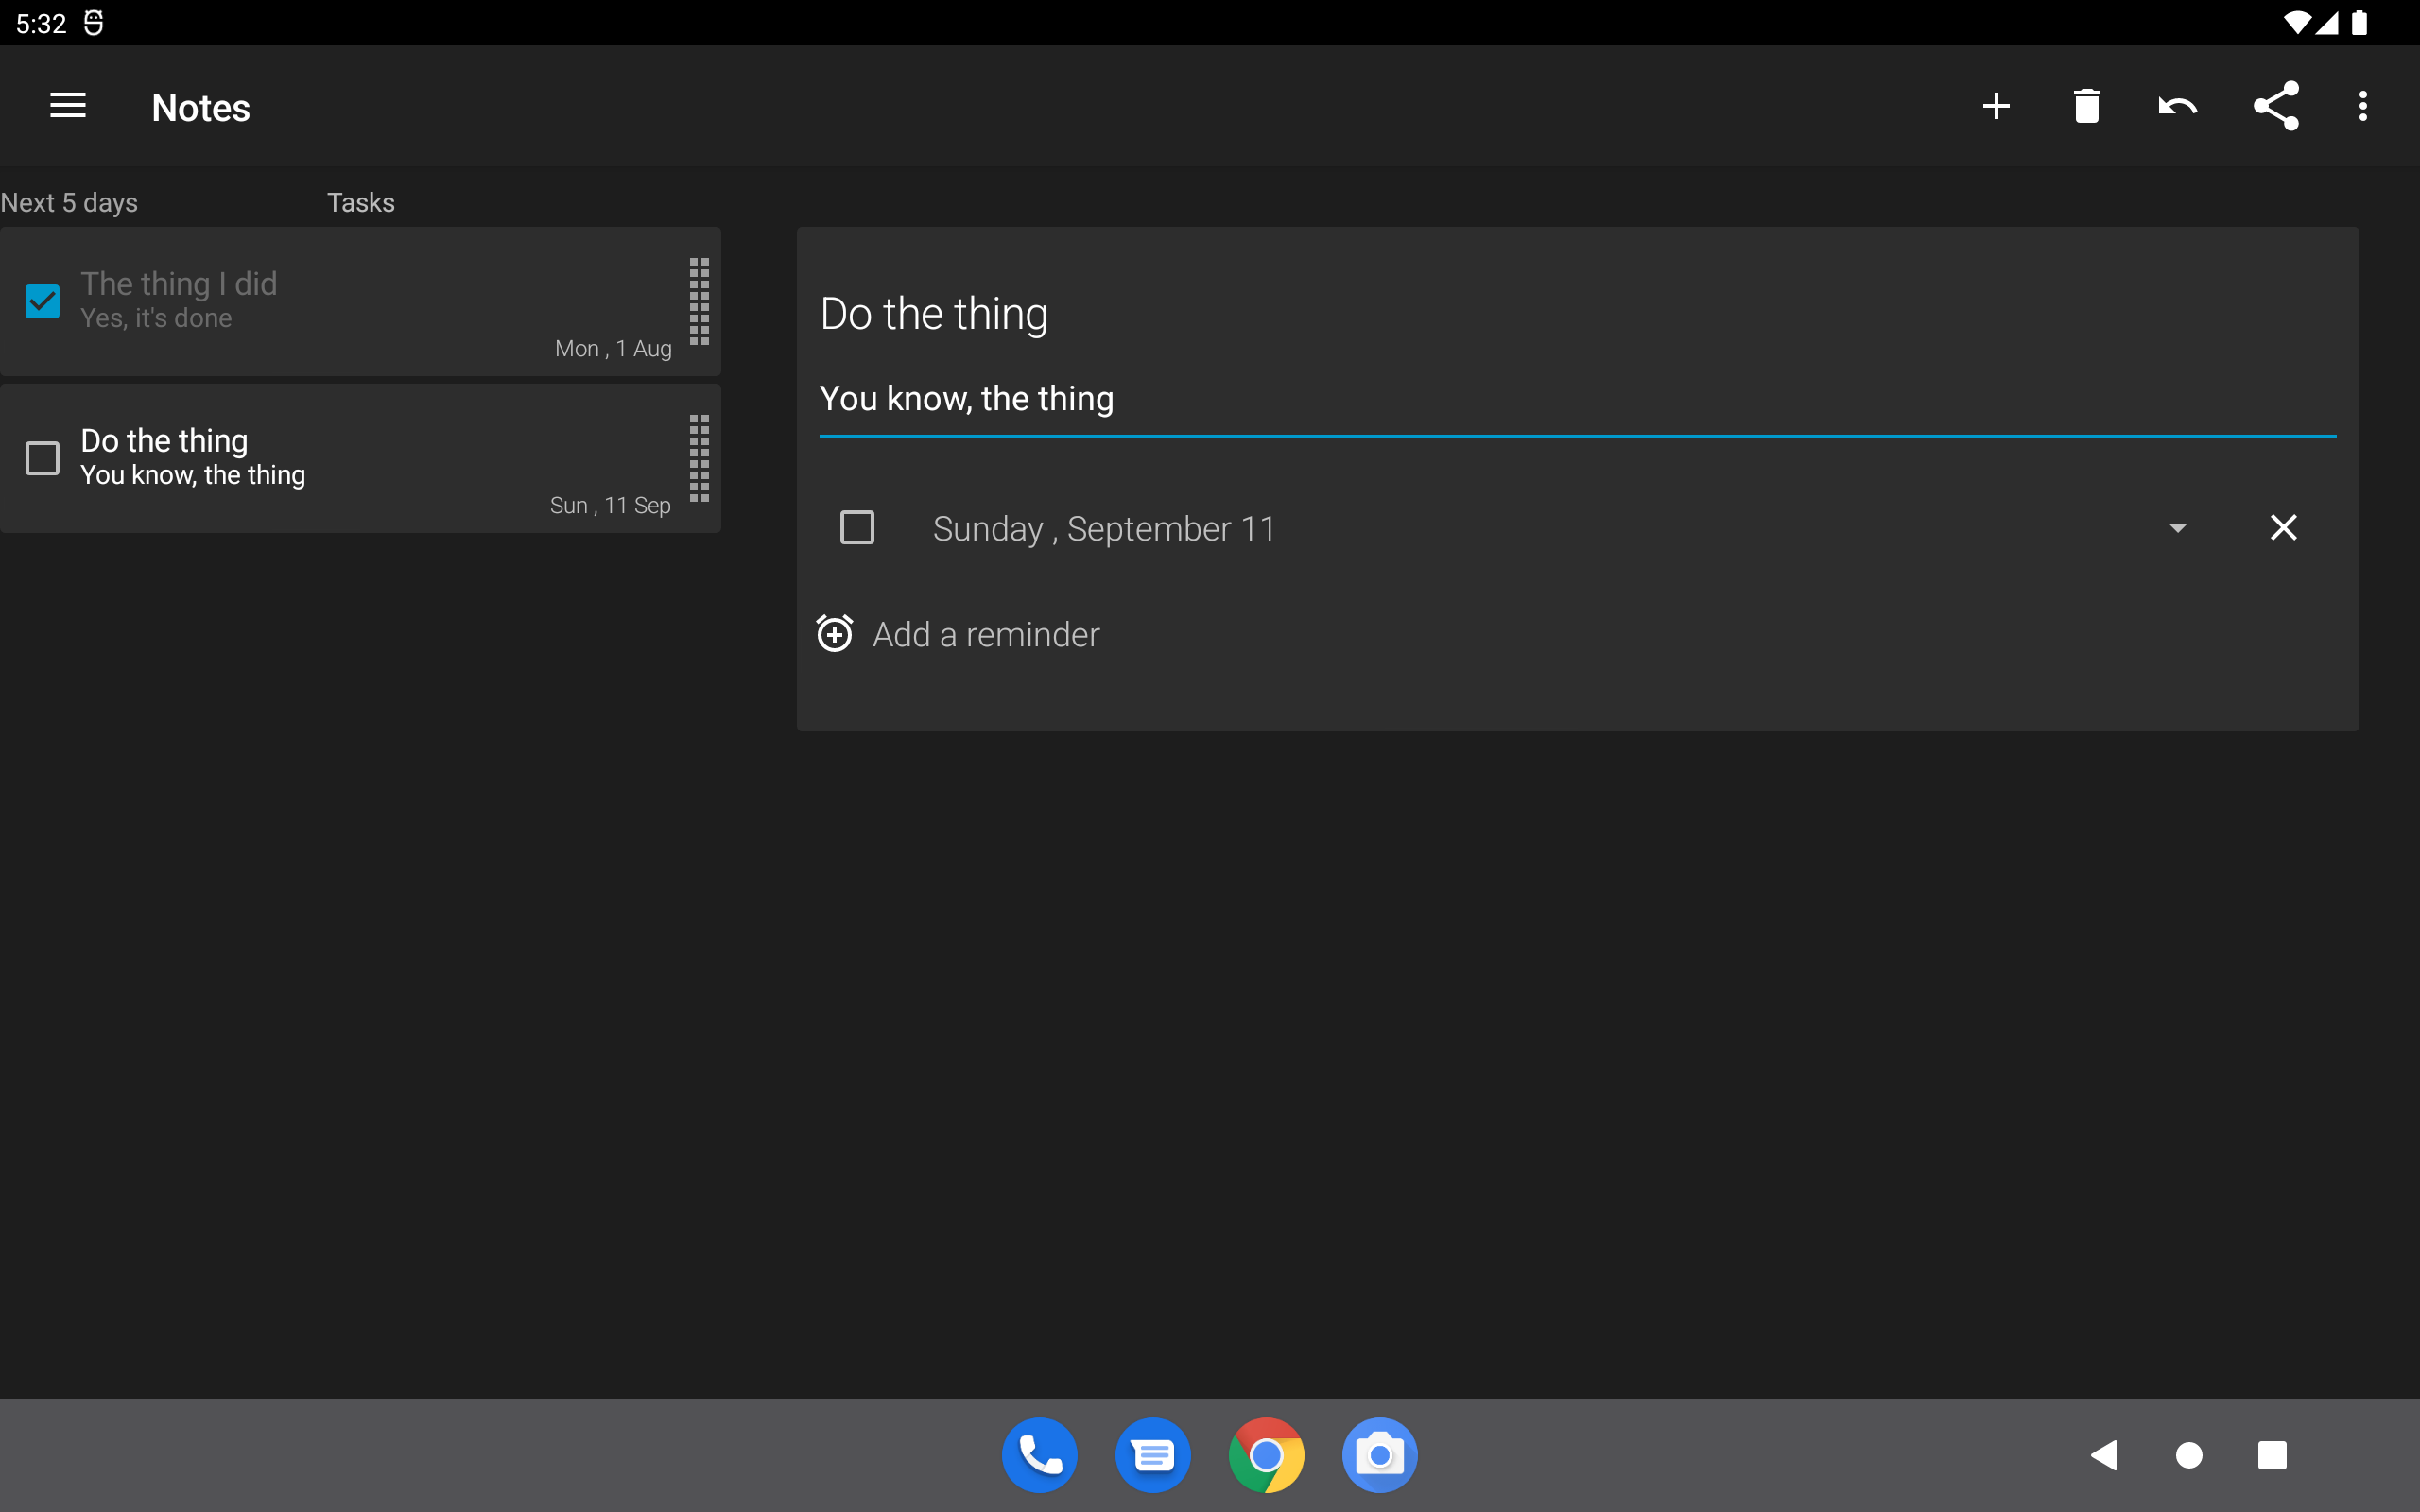 5:32
Notes
Next 5 days
Tasks
The thing I did
Yes, it's done
Mon , 1 Aug
Do the thing
You know, the thing
Sun , 11 Sep
Do the thing
You know, the thing
Sunday , September 11
Add a reminder